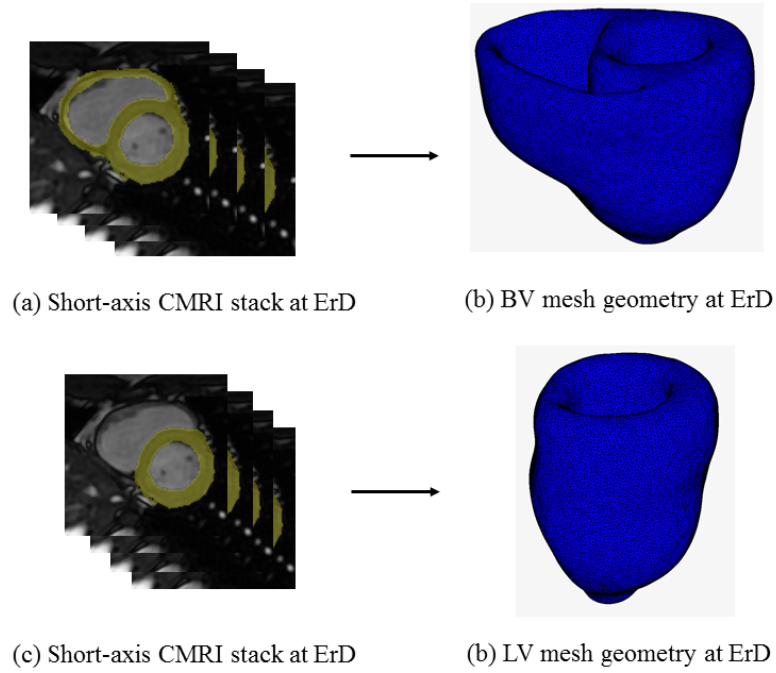 (a) Short-axis CMRI stack at ErD
(b) BV mesh geometry at ErD
(c) Short-axis CMRI stack at ErD
(b) LV mesh geometry at ErD